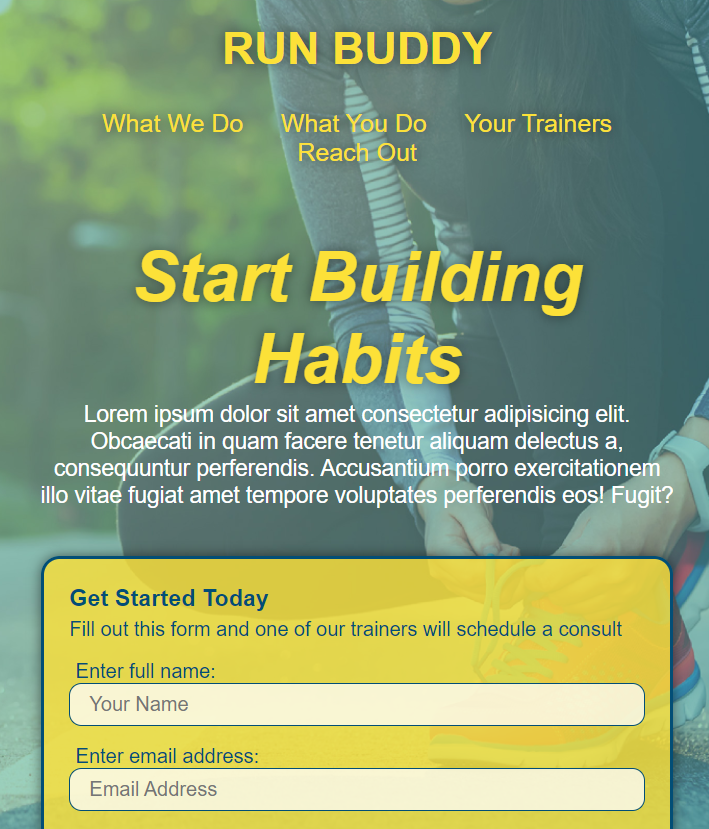 RUN BUDDY
What We Do What You Do Your Trainers
Reach Out
Start Building
Habits
Lorem ipsum dolor sit amet consectetur adipisicing elit.
Obcaecati in quam facere tenetur aliquam delectus a,
consequuntur perferendis. Accusantium porro exercitationem
illo vitae fugiat amet tempore voluptates perferendis eos! Fugit?
Get Started Today
Fill out this form and one of our trainers will schedule a consult
Enter full name:
Your Name
Enter email address:
Email Address